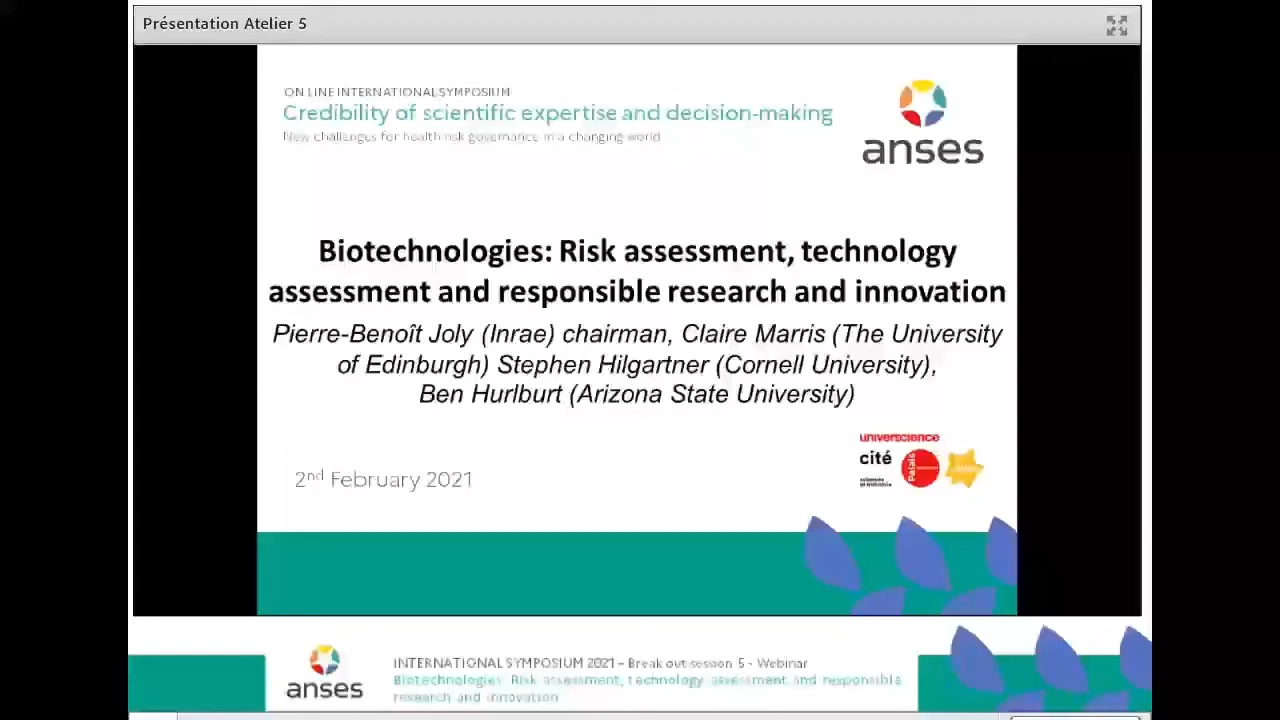 Présentation Atelier 5
ON LINE INTERNATIONAL SYMPOSIUM
Credibility of scientific expertise and decision-making
New challenges for health risk governance in a changing world
anses
Biotechnologies: Risk assessment, technology
assessment and responsible research and innovation
Pierre-Benoît Joly (Inrae) chairman, Claire Marris (The University
of Edinburgh) Stephen Hilgartner (Cornell University),
Ben Hurlburt (Arizona State University)
universcience
cité
sciences
et industrie
Palais
2nd February 2021
anses
INTERNATIONAL SYMPOSIUM 2021 – Break out session 5 - Webinar
Biotechnologies: Risk assessment, technology assessment and responsible
research and innovation